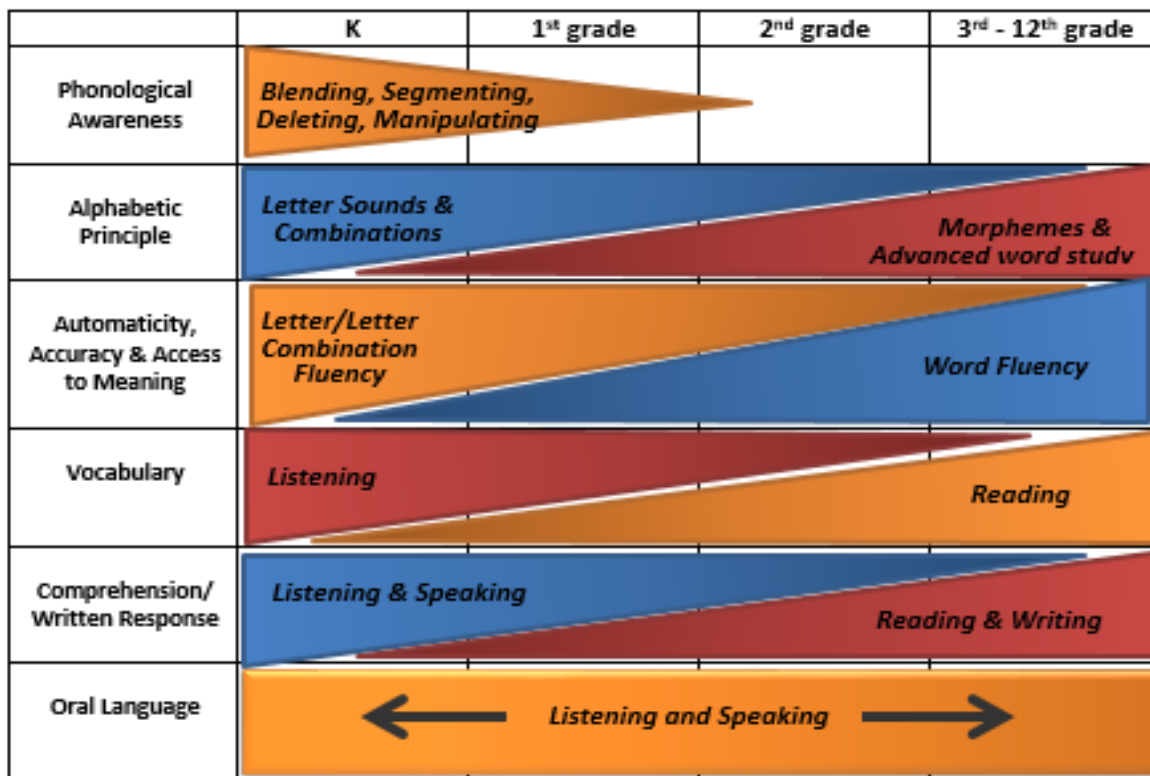 K 1st grade 2nd grade 3rd - 12th grade
Phonological
Awareness
Blending, Segmenting,
Deleting, Manipulating
Alphabetic
Principle
Letter Sounds &
Combinations
Morphemes &
Advanced word study
Automaticity,
Accuracy & Access
to Meaning
Letter/Letter
Combination
Fluency
Word Fluency
Vocabulary
Listening
Reading
Comprehension/
Written Response
Listening & Speaking
Reading & Writing
Oral Language
Listening and Speaking